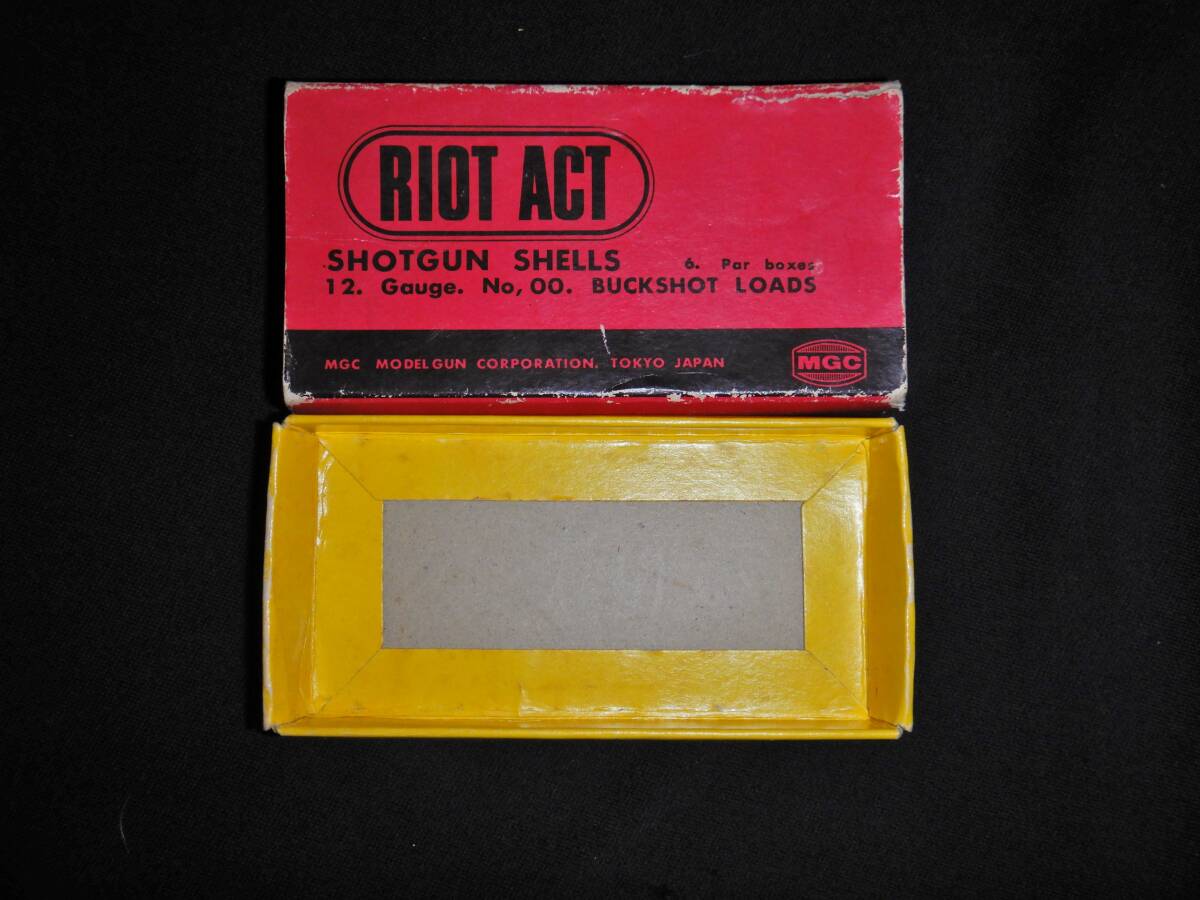 RIOT ACT
SHOTGUN SHELLS 6. Par boxes
12. Gauge. No, 00. BUCKSHOT LOADS
MGC MODELGUN CORPORATION. TOKYO JAPAN MGC